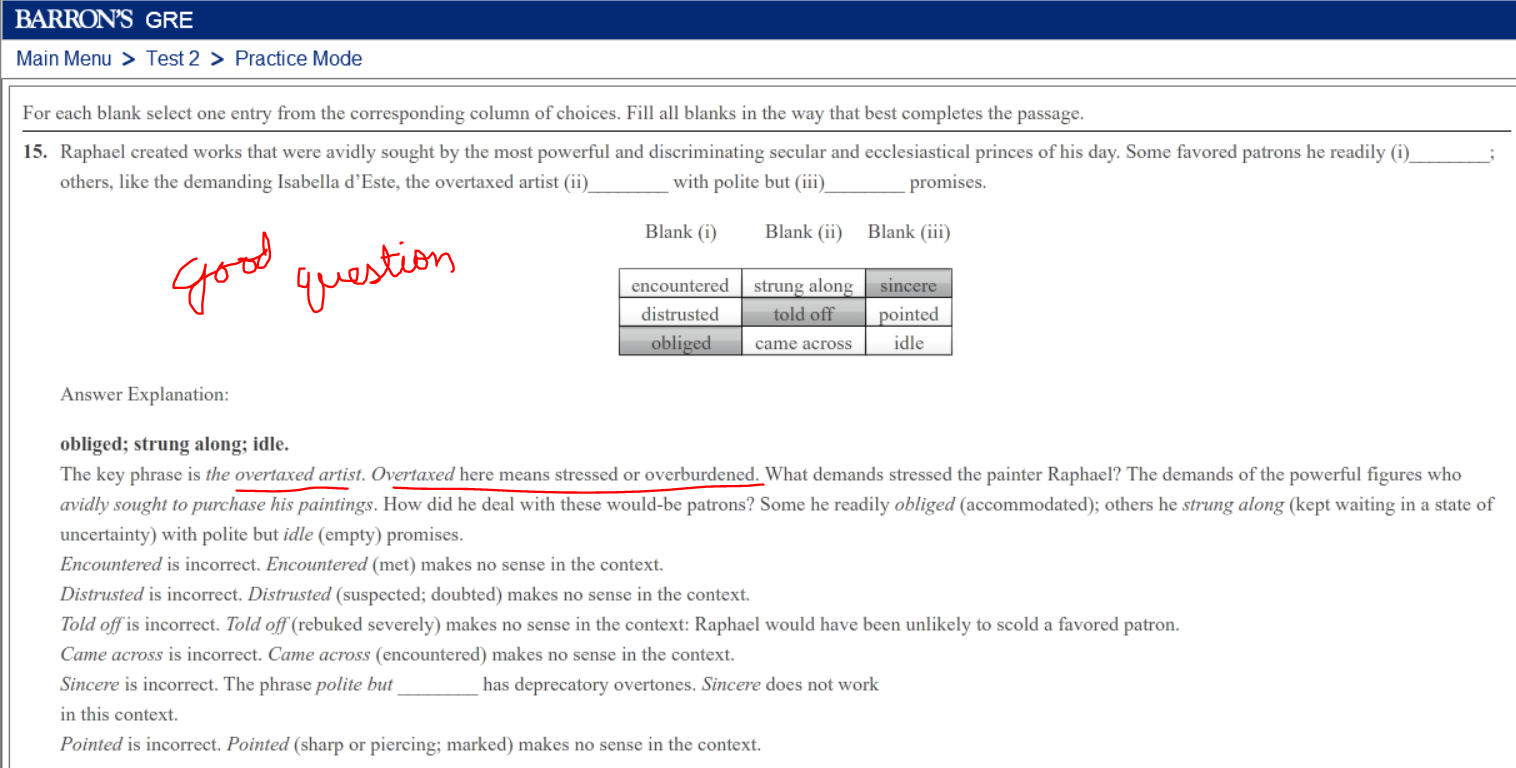 BARRON'S GRE
Main Menu > Test 2 > Practice Mode
For each blank select one entry from the corresponding column of choices. Fill all blanks in the way that best completes the passage.
15. Raphael created works that were avidly sought by the most powerful and discriminating secular and ecclesiastical princes of his day. Some favored patrons he readily (i)________;
others, like the demanding Isabella d'Este, the overtaxed artist (ii)________ with polite but (iii)________ promises.
Blank (i) Blank (ii) Blank (iii)
Good question
encountered strung along sincere
distrusted told off pointed
obliged came across idle
Answer Explanation:
obliged; strung along; idle.
The key phrase is the overtaxed artist. Overtaxed here means stressed or overburdened. What demands stressed the painter Raphael? The demands of the powerful figures who
avidly sought to purchase his paintings. How did he deal with these would-be patrons? Some he readily obliged (accommodated); others he strung along (kept waiting in a state of
uncertainty) with polite but idle (empty) promises.
Encountered is incorrect. Encountered (met) makes no sense in the context.
Distrusted is incorrect. Distrusted (suspected; doubted) makes no sense in the context.
Told off is incorrect. Told off (rebuked severely) makes no sense in the context: Raphael would have been unlikely to scold a favored patron.
Came across is incorrect. Came across (encountered) makes no sense in the context.
Sincere is incorrect. The phrase polite but ________ has deprecatory overtones. Sincere does not work
in this context.
Pointed is incorrect. Pointed (sharp or piercing; marked) makes no sense in the context.